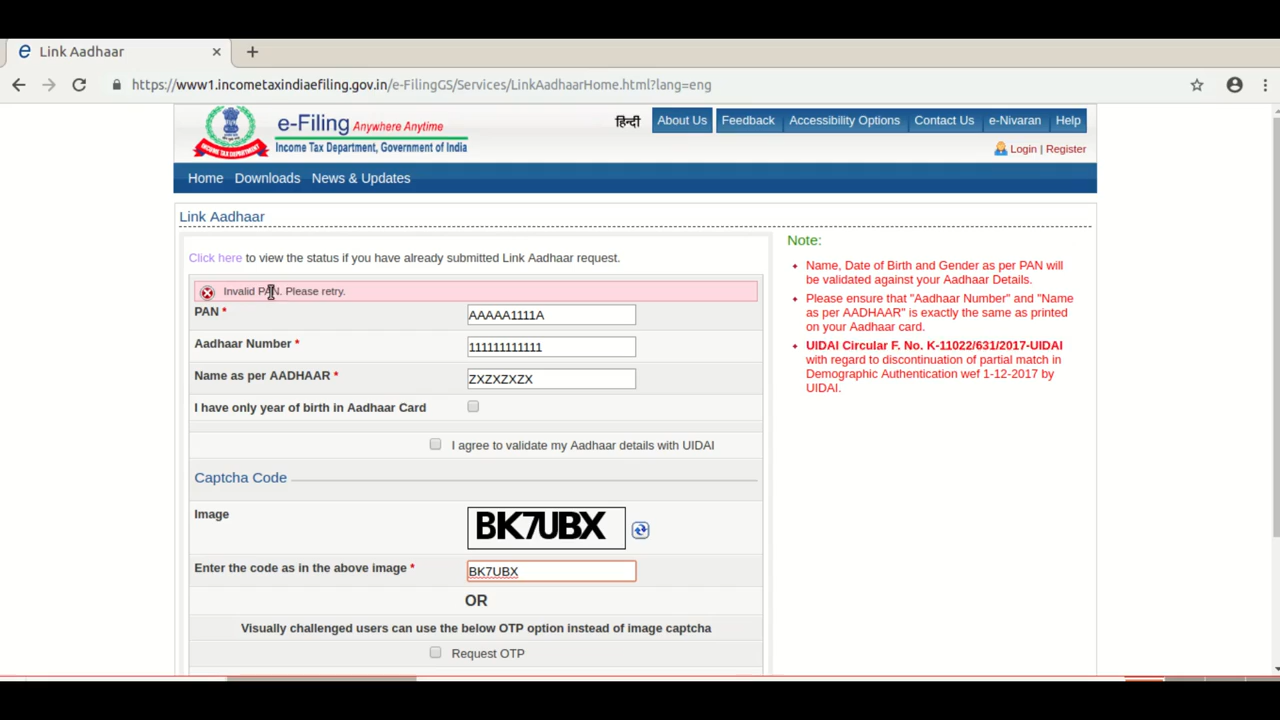 Link Aadhaar
https://www1.incometaxindiaefiling.gov.in/e-FilingGS/Services/LinkAadhaarHome.html?lang=eng
e-Filing Anywhere Anytime
Income Tax Department, Government of India
INCOME TAX DEPARTMENT
हिन्दी About Us Feedback Accessibility Options Contact Us e-Nivaran Help
Login | Register
Home Downloads News & Updates
Link Aadhaar
Click here to view the status if you have already submitted Link Aadhaar request.
Invalid PAN. Please retry.
PAN * AAAAA1111A
Aadhaar Number * 111111111111
Name as per AADHAAR * ZXZXZXZX
I have only year of birth in Aadhaar Card
I agree to validate my Aadhaar details with UIDAI
Captcha Code
Image BK7UBX
Enter the code as in the above image * BK7UBX
OR
Visually challenged users can use the below OTP option instead of image captcha
Request OTP
Note:
Name, Date of Birth and Gender as per PAN will
be validated against your Aadhaar Details.
Please ensure that "Aadhaar Number" and "Name
as per AADHAAR" is exactly the same as printed
on your Aadhaar card.
UIDAI Circular F. No. K-11022/631/2017-UIDAI
with regard to discontinuation of partial match in
Demographic Authentication wef 1-12-2017 by
UIDAI.